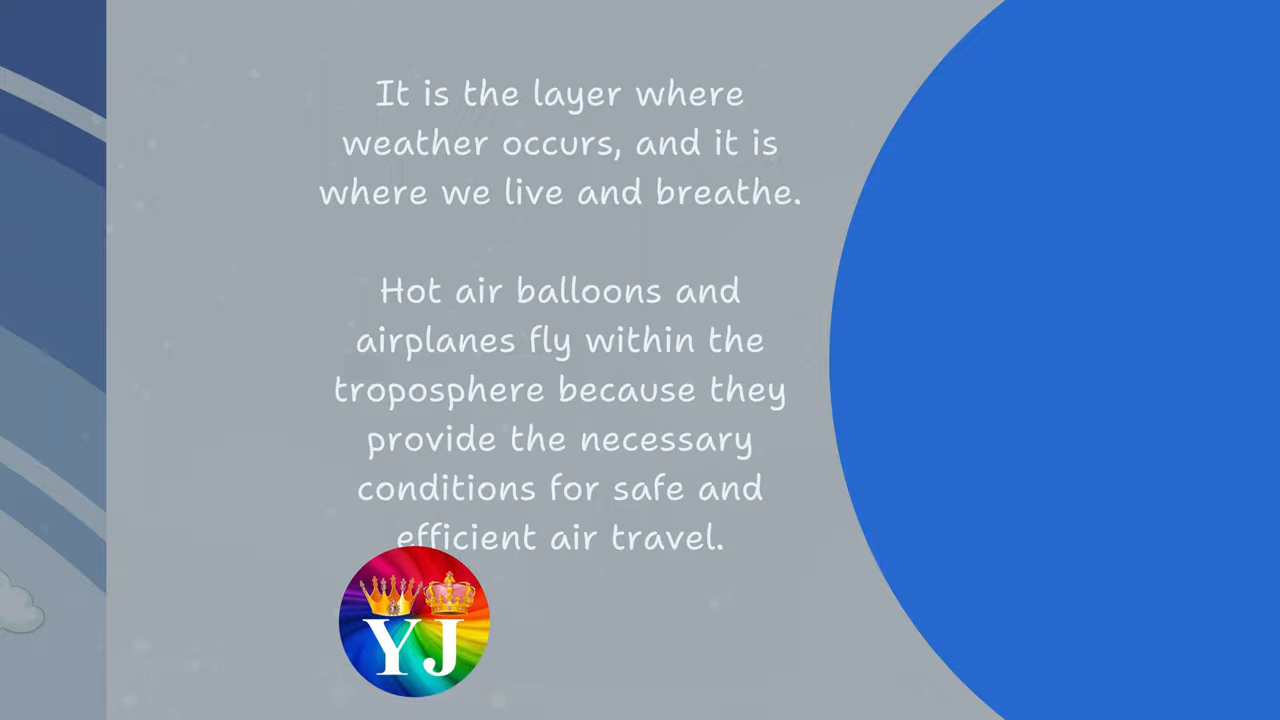 It is the layer where
weather occurs, and it is
where we live and breathe.
Hot air balloons and
airplanes fly within the
troposphere because they
provide the necessary
conditions for safe and
efficient air travel.
YJ